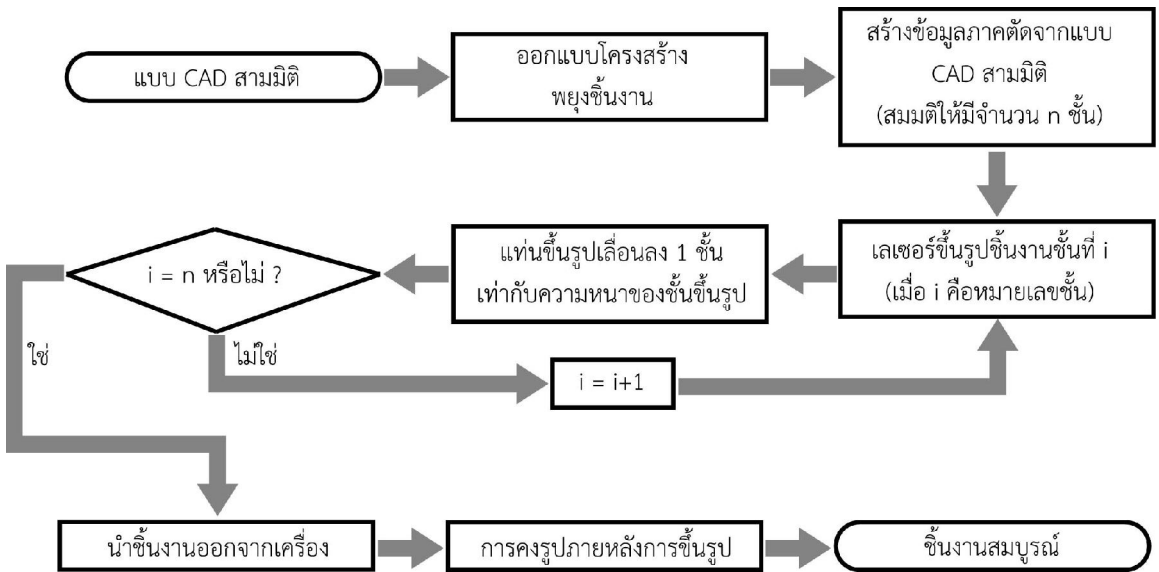 แบบ CAD สามมิติ
ออกแบบโครงสร้าง
พยุงชิ้นงาน
สร้างข้อมูลภาคตัดจากแบบ
CAD สามมิติ
(สมมติให้มีจำนวน n ชั้น)
เลเซอร์ขึ้นรูปชิ้นงานชั้นที่ i
(เมื่อ i คือหมายเลขชั้น)
แท่นขึ้นรูปเลื่อนลง 1 ชั้น
เท่ากับความหนาของชั้นขึ้นรูป
i = n หรือไม่ ?
ใช่
ไม่ใช่
i = i+1
นำชิ้นงานออกจากเครื่อง
การคงรูปภายหลังการขึ้นรูป
ชิ้นงานสมบูรณ์